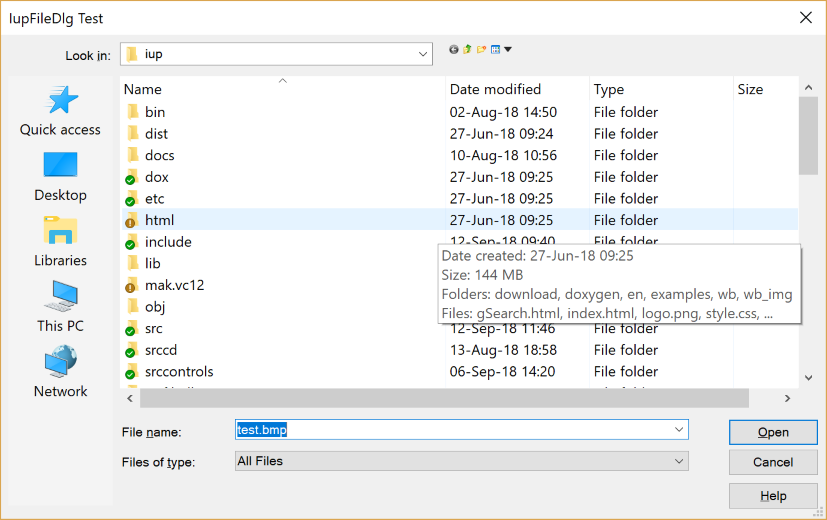 IupFileDlg Test
Look in: iup
Name Date modified Type Size
Quick access
Desktop
Libraries
This PC
Network
bin 02-Aug-18 14:50 File folder
dist 27-Jun-18 09:24 File folder
docs 10-Aug-18 10:56 File folder
dox 27-Jun-18 09:25 File folder
etc 27-Jun-18 09:25 File folder
html 27-Jun-18 09:25 File folder
include 12-Sep-18 09:40 File folder
lib
mak.vc12
obj
src 12-Sep-18 11:46 File folder
srccd 13-Aug-18 18:58 File folder
srccontrols 06-Sep-18 14:20 File folder
Date created: 27-Jun-18 09:25
Size: 144 MB
Folders: download, doxygen, en, examples, wb, wb_img
Files: gSearch.html, index.html, logo.png, style.css, ...
File name: test.bmp
Open
Files of type: All Files
Cancel
Help